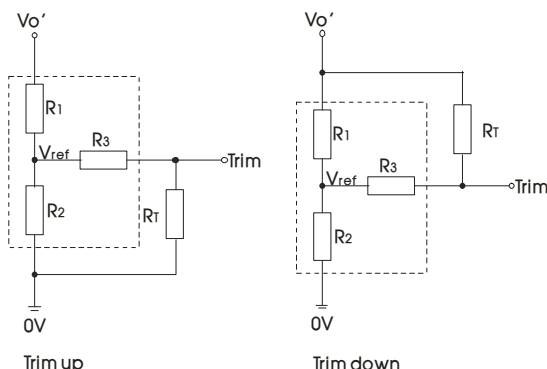 Vo'
R1
Vref
R3
Trim
R2
RT
0V
Trim up
Vo'
R1
RT
R3
Vref
Trim
R2
0V
Trim down